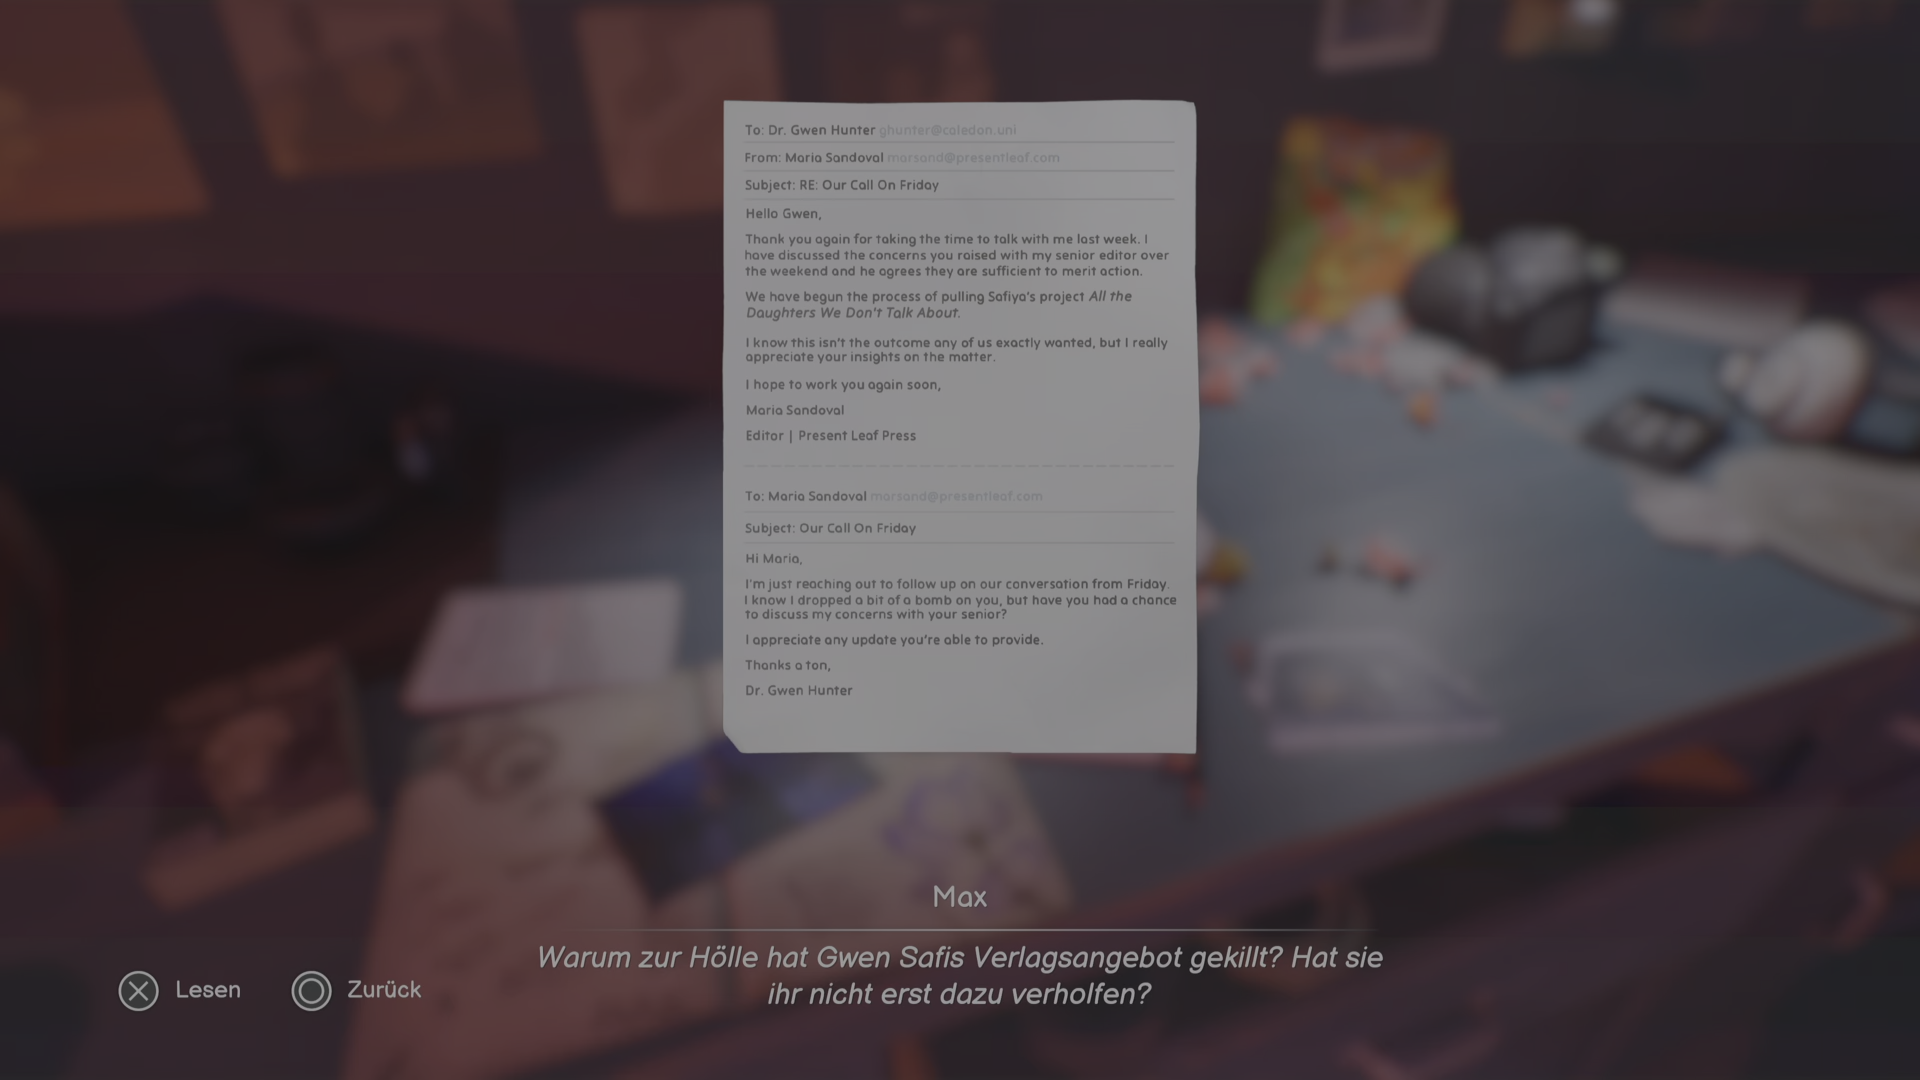 To: Dr. Gwen Hunter ghunter@caledon.uni
From: Maria Sandoval marsand@presentleaf.com
Subject: RE: Our Call On Friday
Hello Gwen,
Thank you again for taking the time to talk with me last week. I
have discussed the concerns you raised with my senior editor over
the weekend and he agrees they are sufficient to merit action.
We have begun the process of pulling Safiya's project All the
Daughters We Don't Talk About.
I know this isn't the outcome any of us exactly wanted, but I really
appreciate your insights on the matter.
I hope to work you again soon,
Maria Sandoval
Editor | Present Leaf Press
To: Maria Sandoval marsand@presentleaf.com
Subject: Our Call On Friday
Hi Maria,
I'm just reaching out to follow up on our conversation from Friday.
I know I dropped a bit of a bomb on you, but have you had a chance
to discuss my concerns with your senior?
I appreciate any update you're able to provide.
Thanks a ton,
Dr. Gwen Hunter
Max
Warum zur Hölle hat Gwen Safis Verlagsangebot gekillt? Hat sie
ihr nicht erst dazu verholfen?
Lesen
Zurück